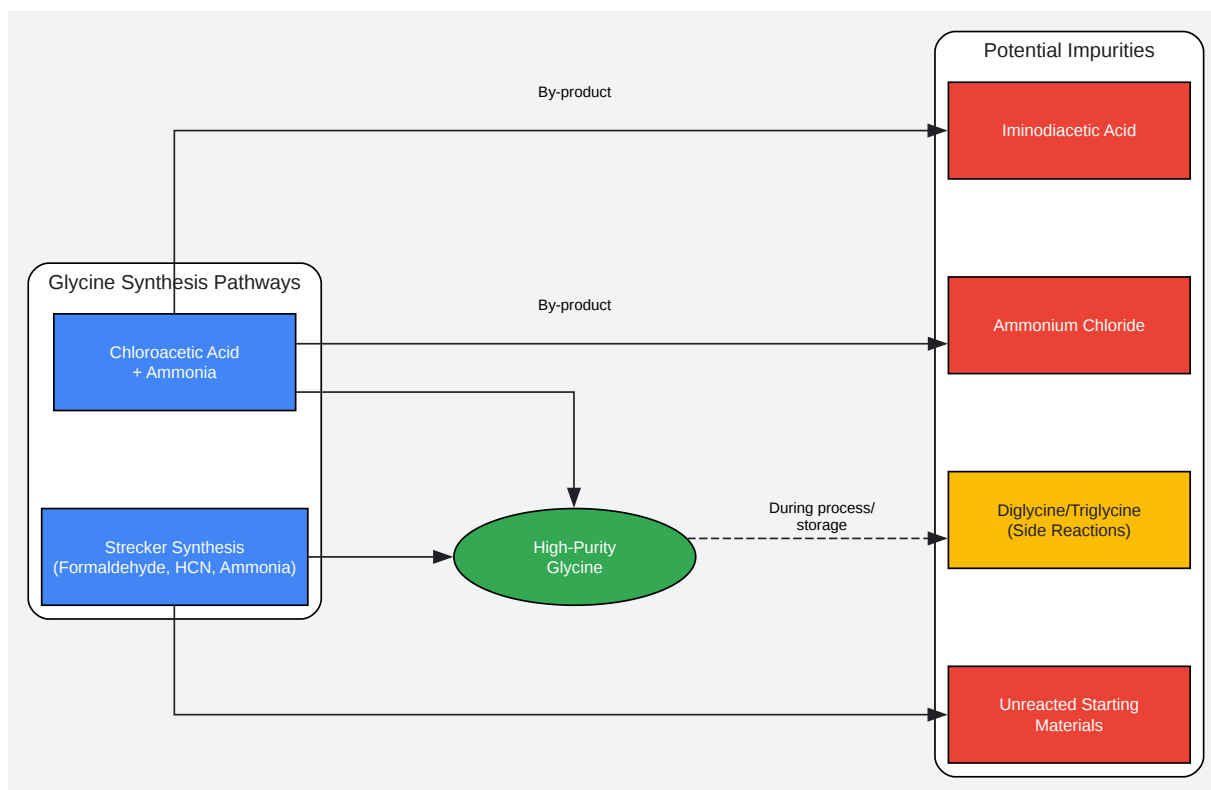 Potential Impurities
By-product
Iminodiacetic Acid
Glycine Synthesis Pathways
By-product
Ammonium Chloride
Chloroacetic Acid
+ Ammonia
During process/
storage
Diglycine/Triglycine
(Side Reactions)
Strecker Synthesis
(Formaldehyde, HCN, Ammonia)
High-Purity
Glycine
Unreacted Starting
Materials